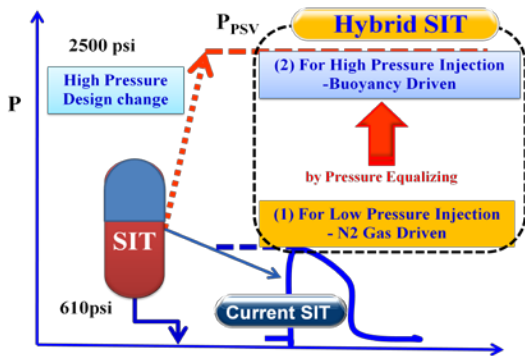 P_PSV
Hybrid SIT
2500 psi
(2) For High Pressure Injection
-Buoyancy Driven
High Pressure
Design change
P
by Pressure Equalizing
(1) For Low Pressure Injection
- N2 Gas Driven
SIT
610psi
Current SIT